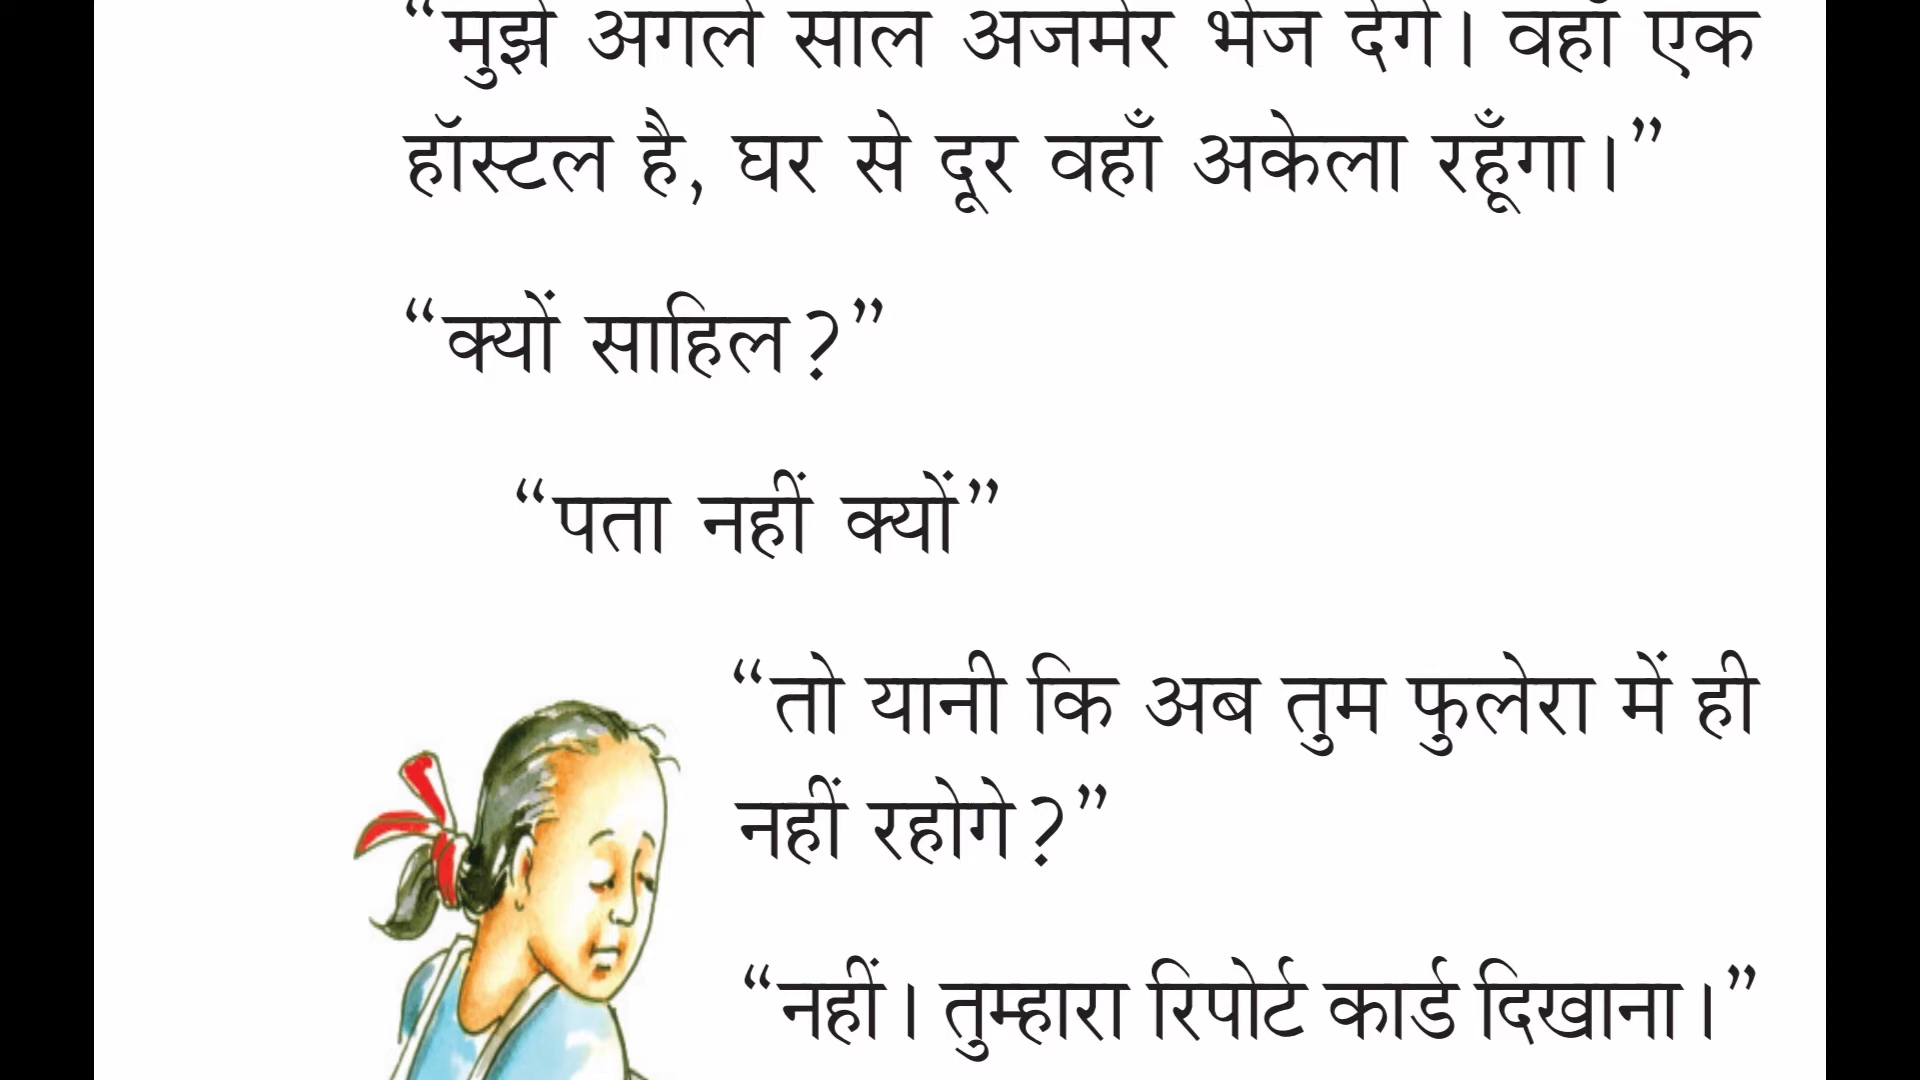 “मुझे अगले साल अजमेर भेज देंगे। वहाँ एक
हॉस्टल है, घर से दूर वहाँ अकेला रहूँगा।”
“क्यों साहिल?”
“पता नहीं क्यों”
“तो यानी कि अब तुम फुलेरा में ही
नहीं रहोगे?”
“नहीं। तुम्हारा रिपोर्ट कार्ड दिखाना।”